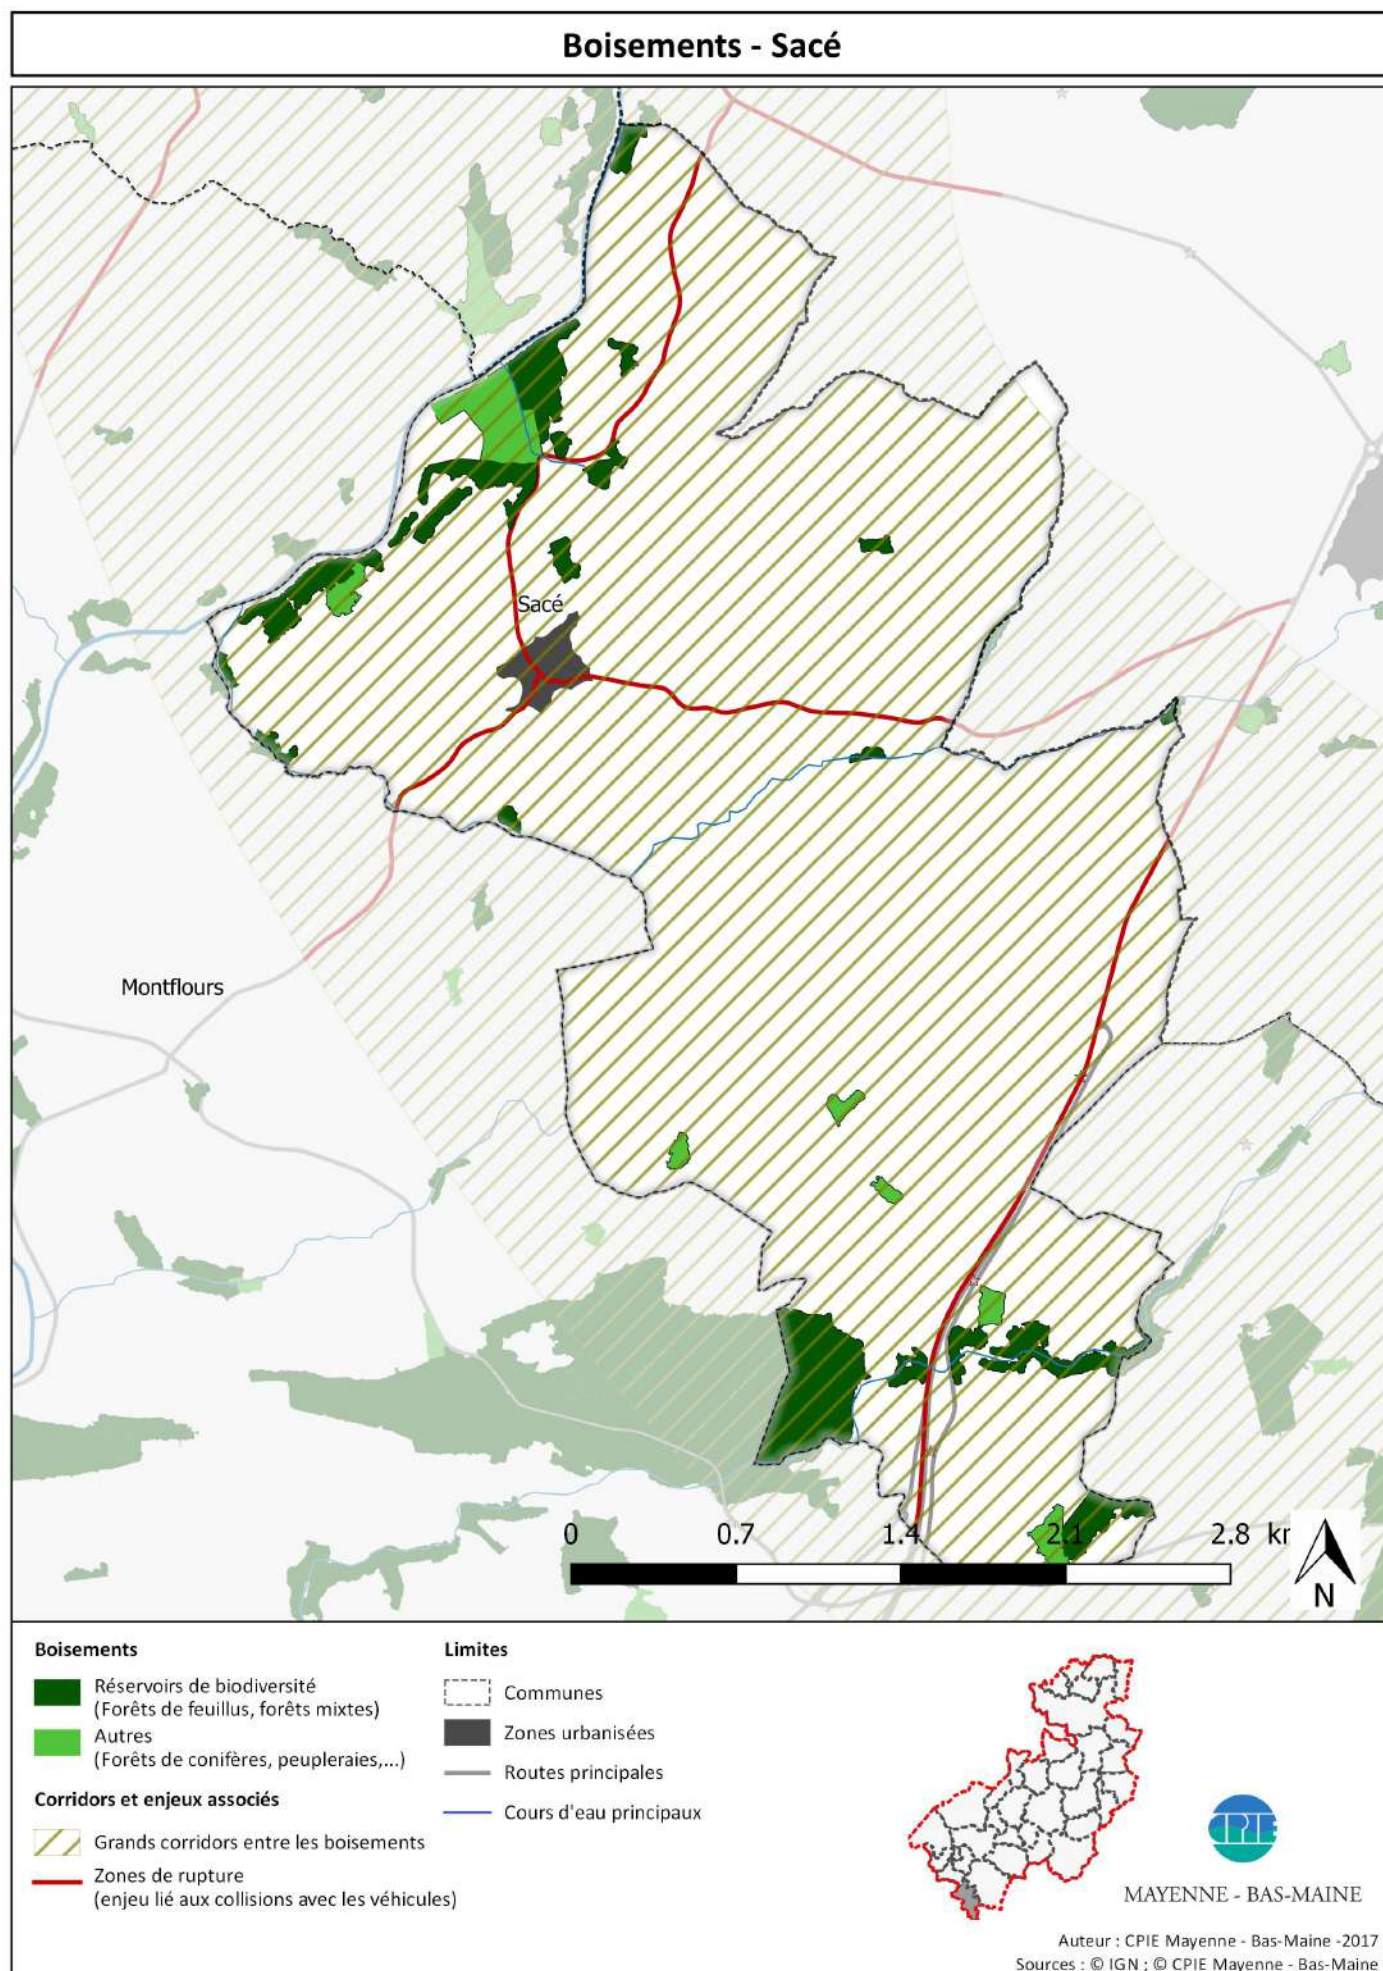 Boisements - Sacé
Sacé
Montflours
0 0.7 1.4 2.1 2.8 kr
N
Boisements
Réservoirs de biodiversité
(Forêts de feuillus, forêts mixtes)
Autres
(Forêts de conifères, peupleraies,...)
Corridors et enjeux associés
Grands corridors entre les boisements
Zones de rupture
(enjeu lié aux collisions avec les véhicules)
Limites
Communes
Zones urbanisées
Routes principales
Cours d'eau principaux
CPIE
MAYENNE - BAS-MAINE
Auteur : CPIE Mayenne - Bas-Maine -2017
Sources : © IGN ; © CPIE Mayenne - Bas-Maine